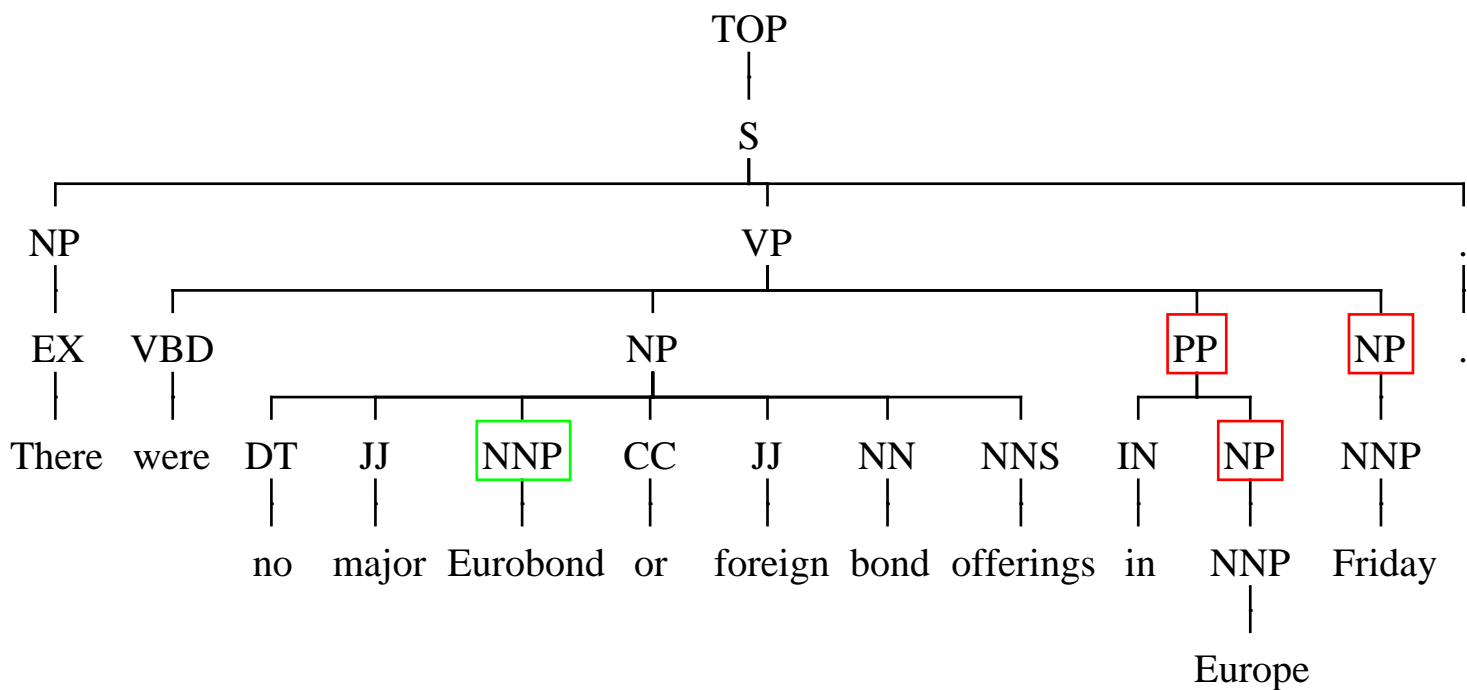 TOP
S
NP VP .
EX VBD NP PP NP .
There were DT JJ NNP CC JJ NN NNS IN NP NNP
no major Eurobond or foreign bond offerings in NNP Friday
Europe